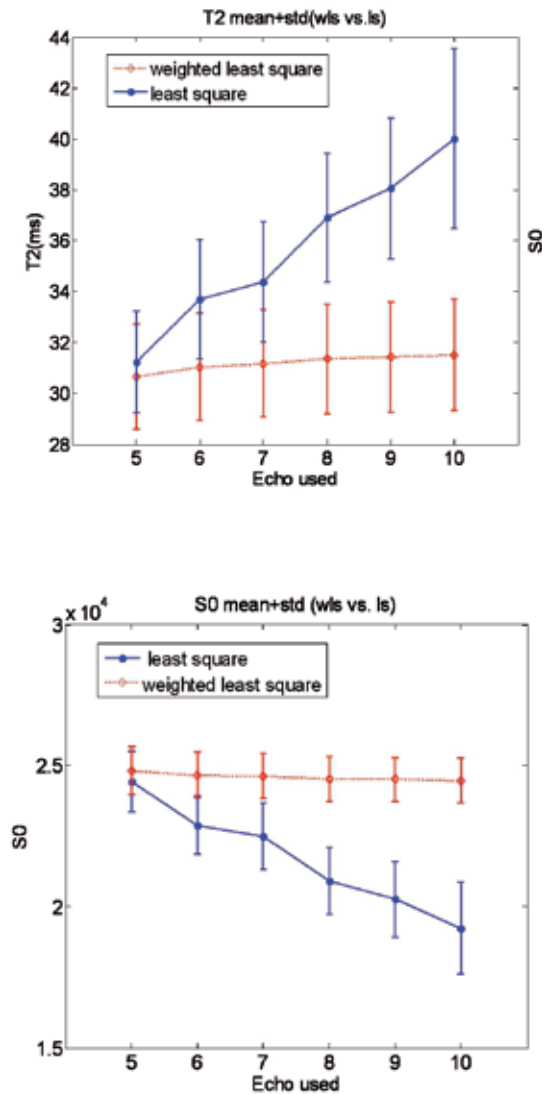 T2 mean+std(wls vs.ls)
44
42
40
38
36
34
32
30
28
T2(ms)
weighted least square
least square
S0
5 6 7 8 9 10
Echo used
S0 mean+std (wls vs. ls)
3 x 10^4
2.5
2
1.5
S0
least square
weighted least square
5 6 7 8 9 10
Echo used